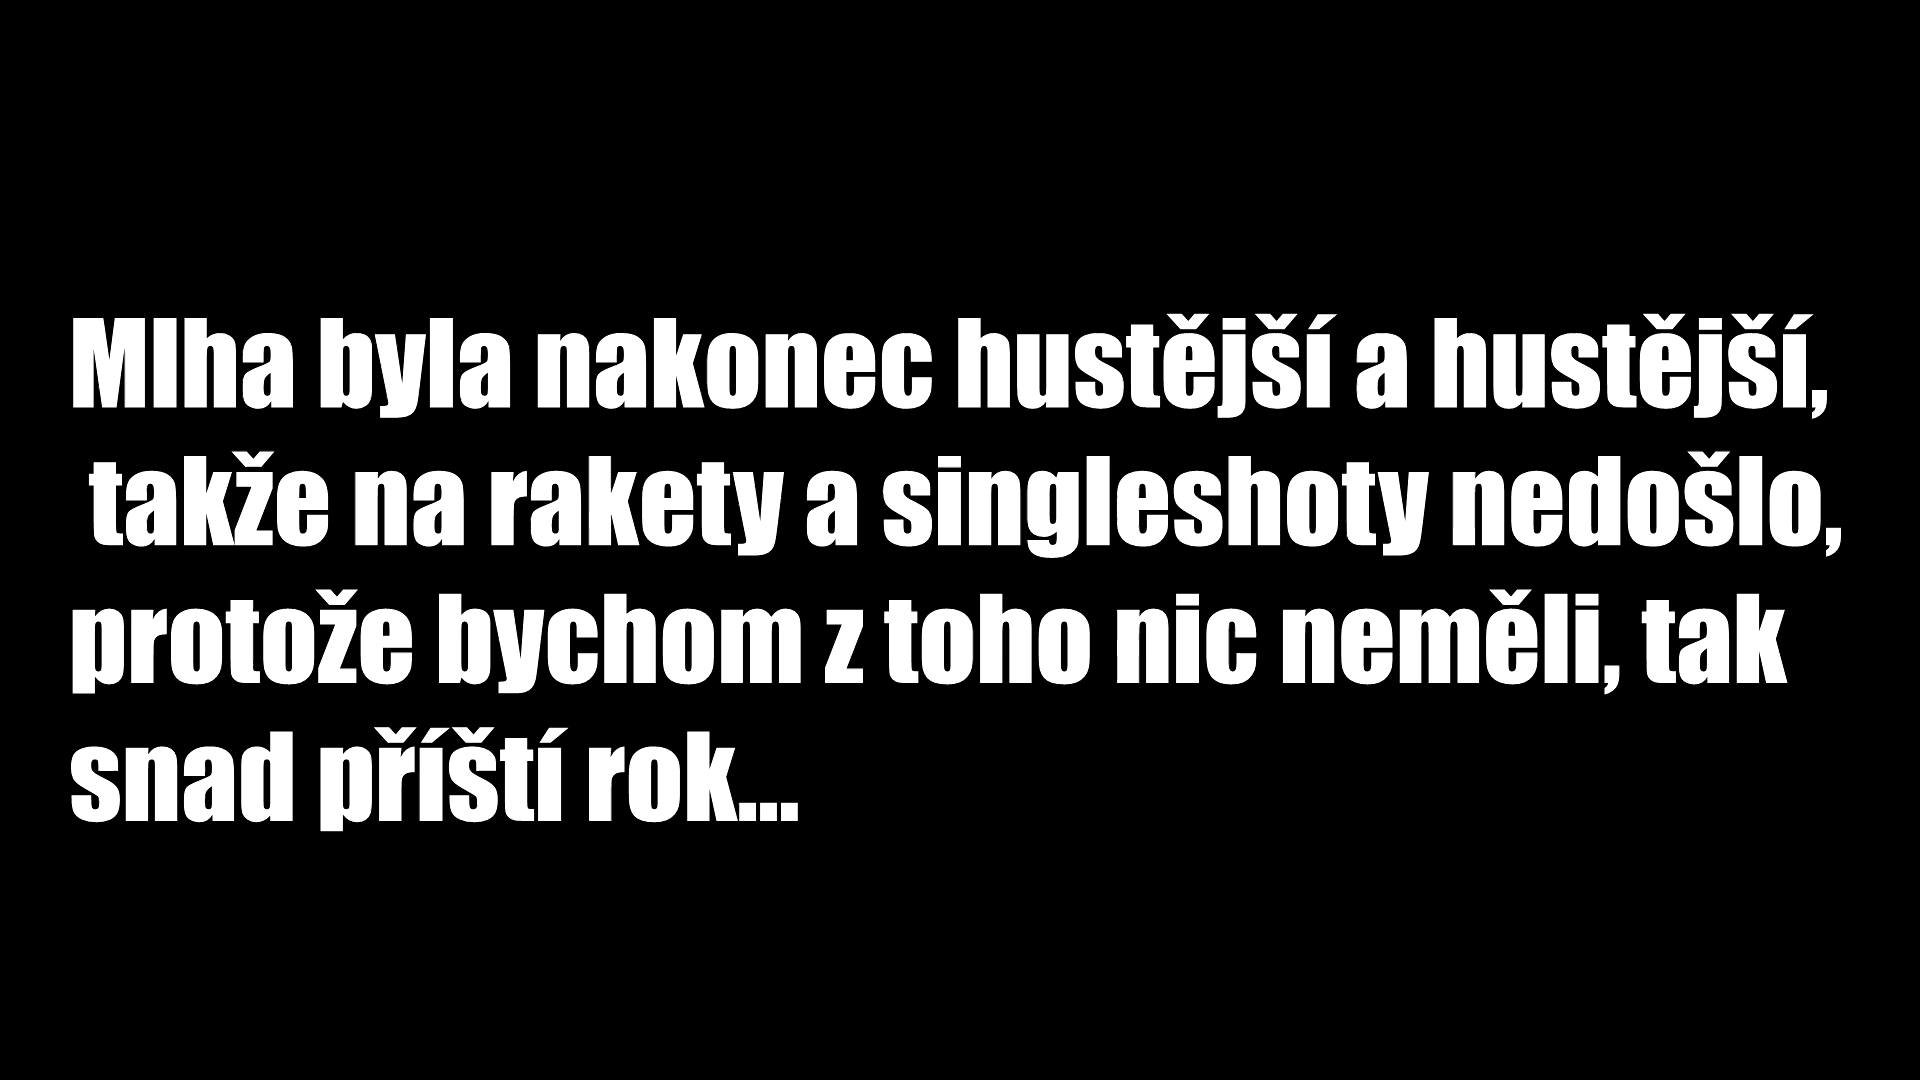 Mlha byla nakonec hustější a hustější,
takže na rakety a singleshoty nedošlo,
protože bychom z toho nic neměli, tak
snad příští rok...